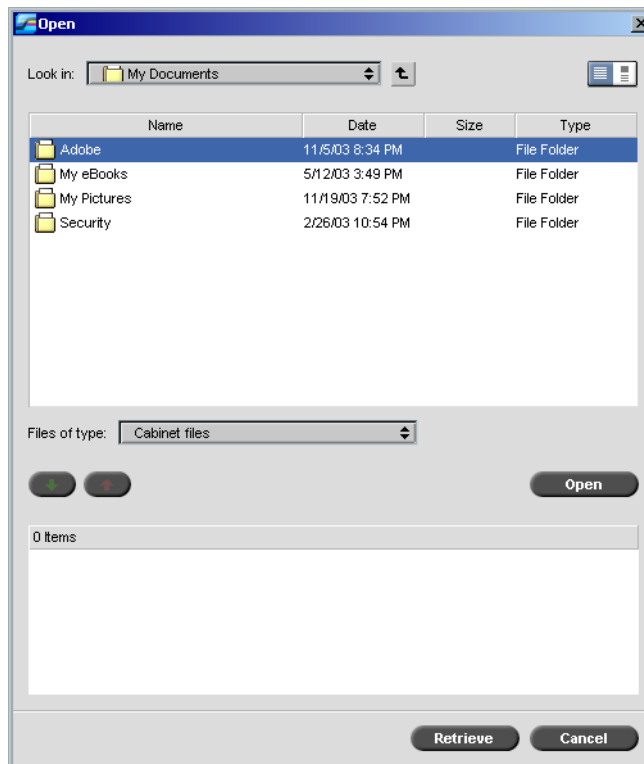 Open
Look in: My Documents
Name Date Size Type
Adobe 11/5/03 8:34 PM File Folder
My eBooks 5/12/03 3:49 PM File Folder
My Pictures 11/19/03 7:52 PM File Folder
Security 2/26/03 10:54 PM File Folder
Files of type: Cabinet files
Open
0 Items
Retrieve Cancel